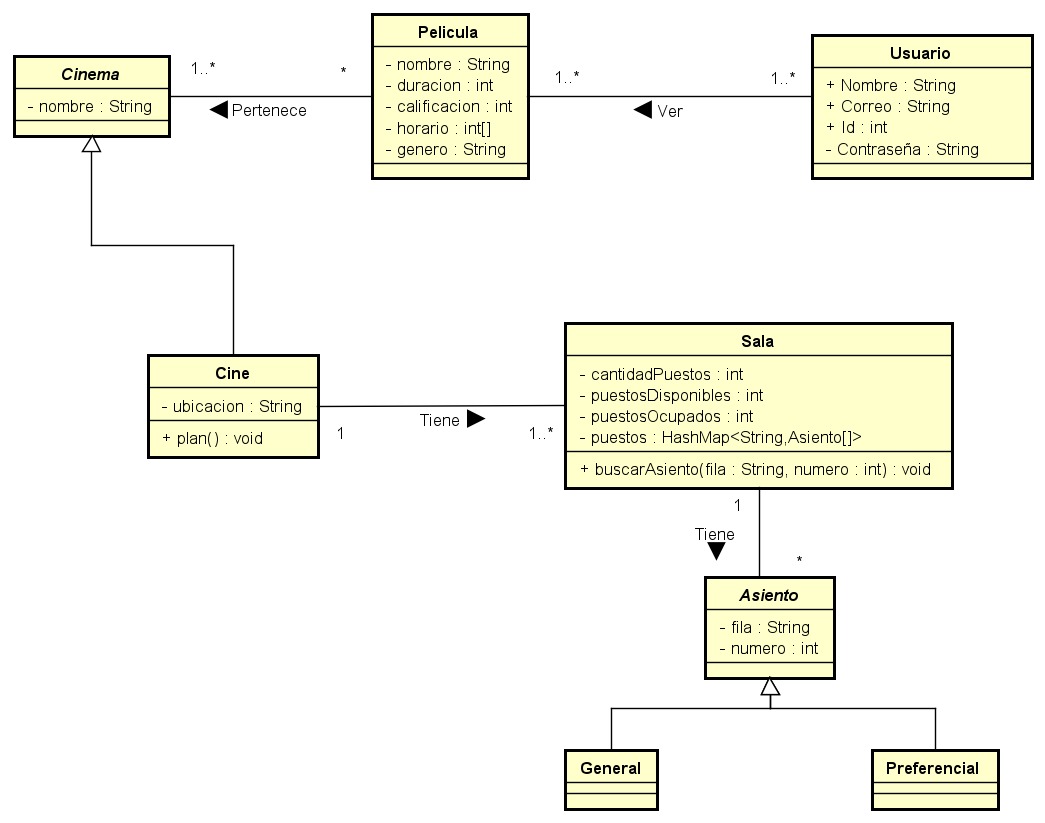 Cinema
- nombre : String
1..*
*
Pertenece
Pelicula
- nombre : String
- duracion : int
- calificacion : int
- horario : int[]
- genero : String
1..*
1..*
Ver
Usuario
+ Nombre : String
+ Correo : String
+ Id : int
- Contraseña : String
Cine
- ubicacion : String
+ plan() : void
Tiene
1
1..*
Sala
- cantidadPuestos : int
- puestosDisponibles : int
- puestosOcupados : int
- puestos : HashMap<String,Asiento[]>
+ buscarAsiento(fila : String, numero : int) : void
1
Tiene
*
Asiento
- fila : String
- numero : int
General
Preferencial